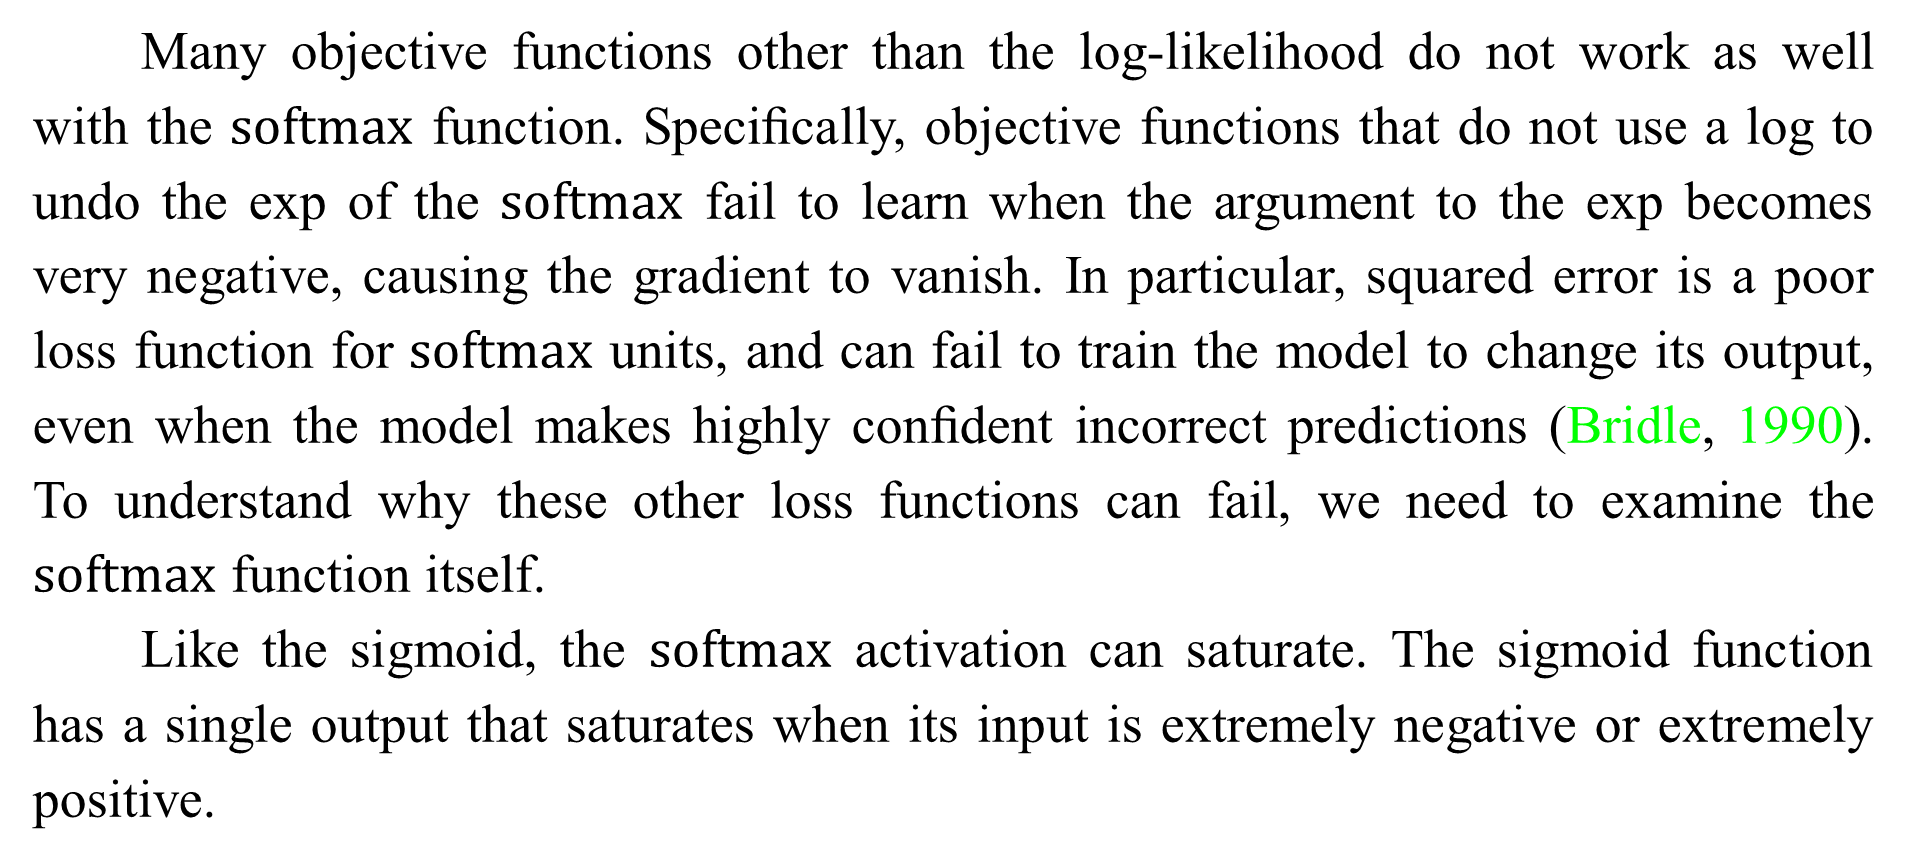 Many objective functions other than the log-likelihood do not work as well
with the softmax function. Specifically, objective functions that do not use a log to
undo the exp of the softmax fail to learn when the argument to the exp becomes
very negative, causing the gradient to vanish. In particular, squared error is a poor
loss function for softmax units, and can fail to train the model to change its output,
even when the model makes highly confident incorrect predictions (Bridle, 1990).
To understand why these other loss functions can fail, we need to examine the
softmax function itself.
Like the sigmoid, the softmax activation can saturate. The sigmoid function
has a single output that saturates when its input is extremely negative or extremely
positive.